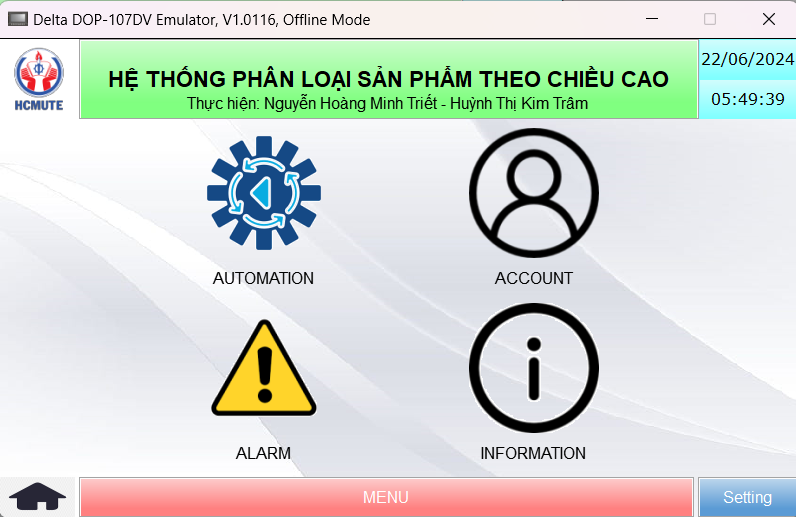 Delta DOP-107DV Emulator, V1.0116, Offline Mode
HCMUTE
HỆ THỐNG PHÂN LOẠI SẢN PHẨM THEO CHIỀU CAO
Thực hiện: Nguyễn Hoàng Minh Triết - Huỳnh Thị Kim Trâm
22/06/2024
05:49:39
AUTOMATION
ACCOUNT
ALARM
INFORMATION
MENU
Setting